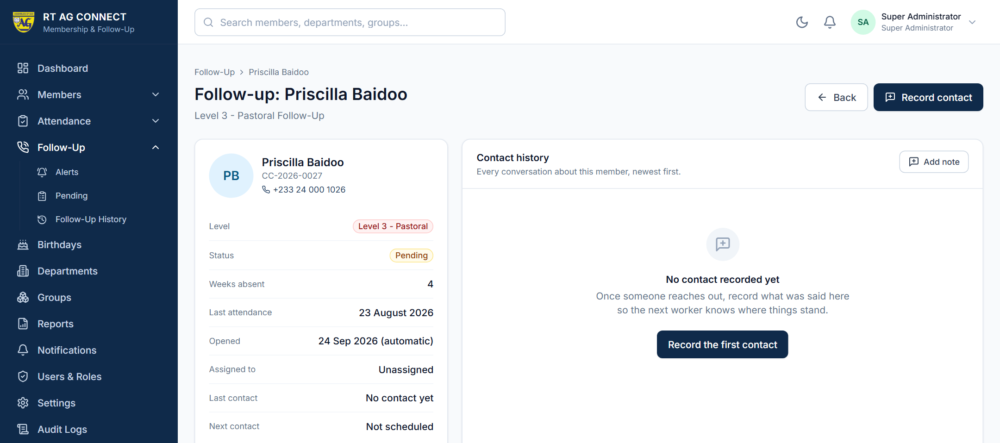 ASSEMBLIES OF GOD
AG
RT AG CONNECT
Membership & Follow-Up
Search members, departments, groups...
SA
Super Administrator
Super Administrator
Dashboard
Members
Attendance
Follow-Up
Alerts
Pending
Follow-Up History
Birthdays
Departments
Groups
Reports
Notifications
Users & Roles
Settings
Audit Logs
Follow-Up > Priscilla Baidoo
Follow-up: Priscilla Baidoo
Level 3 - Pastoral Follow-Up
Back
Record contact
PB
Priscilla Baidoo
CC-2026-0027
+233 24 000 1026
Level Level 3 - Pastoral
Status Pending
Weeks absent 4
Last attendance 23 August 2026
Opened 24 Sep 2026 (automatic)
Assigned to Unassigned
Last contact No contact yet
Next contact Not scheduled
Contact history
Every conversation about this member, newest first.
Add note
No contact recorded yet
Once someone reaches out, record what was said here
so the next worker knows where things stand.
Record the first contact